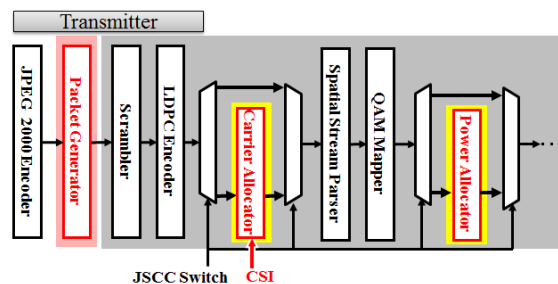 Transmitter
JPEG 2000 Encoder
Packet Generator
Scrambler
LDPC Encoder
Carrier Allocator
Spatial Stream Parser
QAM Mapper
Power Allocator
JSCC Switch
CSI